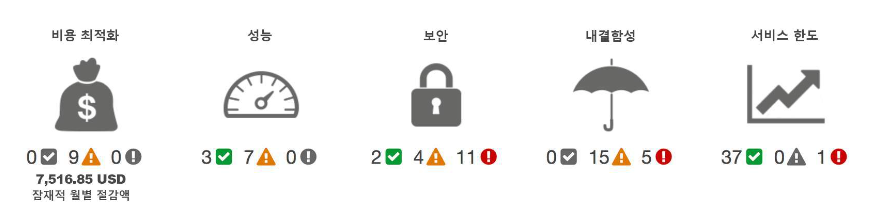 비용 최적화
성능
보안
내결함성
서비스 한도
$
0 9 0
3 7 0
2 4 11
0 15 5
37 0 1
7,516.85 USD
잠재적 월별 절감액